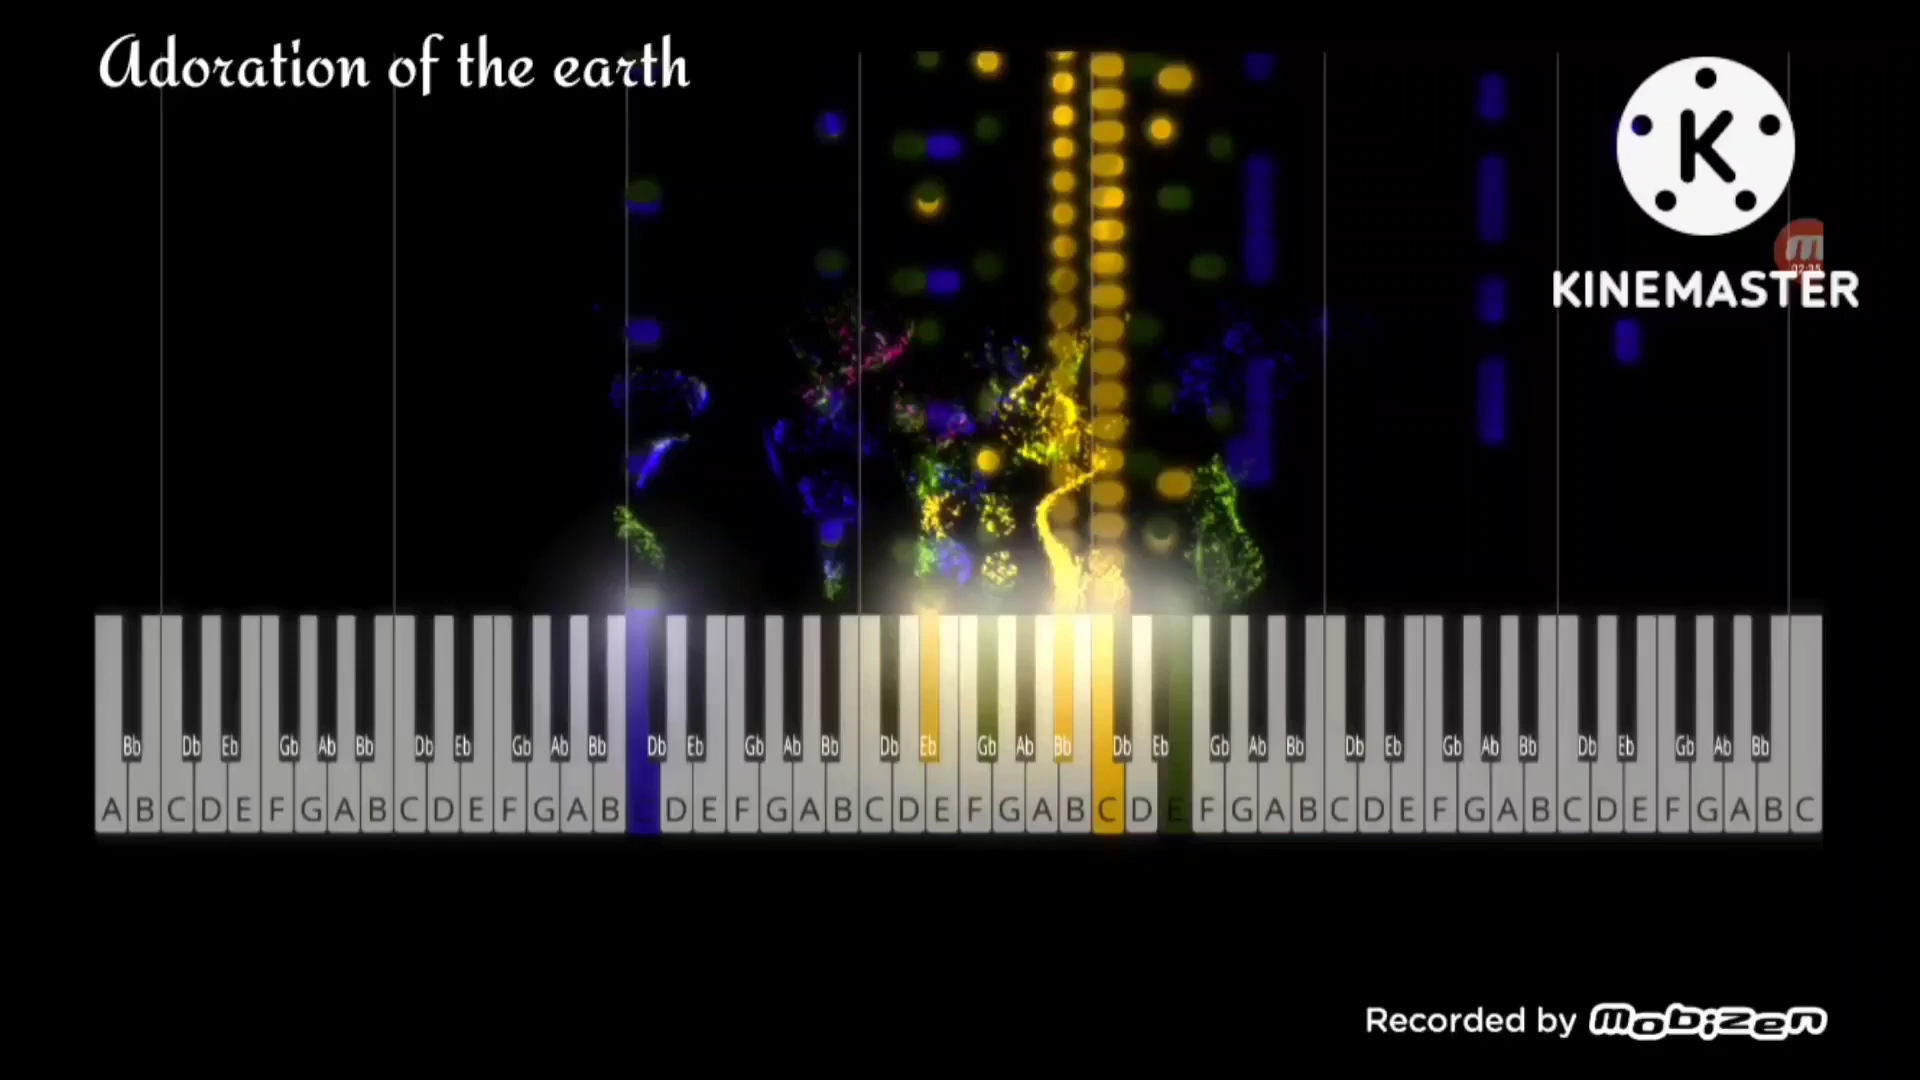 Adoration of the earth
K
M
02:35
KINEMASTER
Bb Db Eb Gb Ab Bb Db Eb Gb Ab Bb Db Eb Gb Ab Bb Db Eb Gb Ab Bb Db Eb Gb Ab Bb Db Eb Gb Ab Bb Db Eb Gb Ab Bb
A B C D E F G A B C D E F G A B C D E F G A B C D E F G A B C D E F G A B C D E F G A B C D E F G A B C
Recorded by mobizen